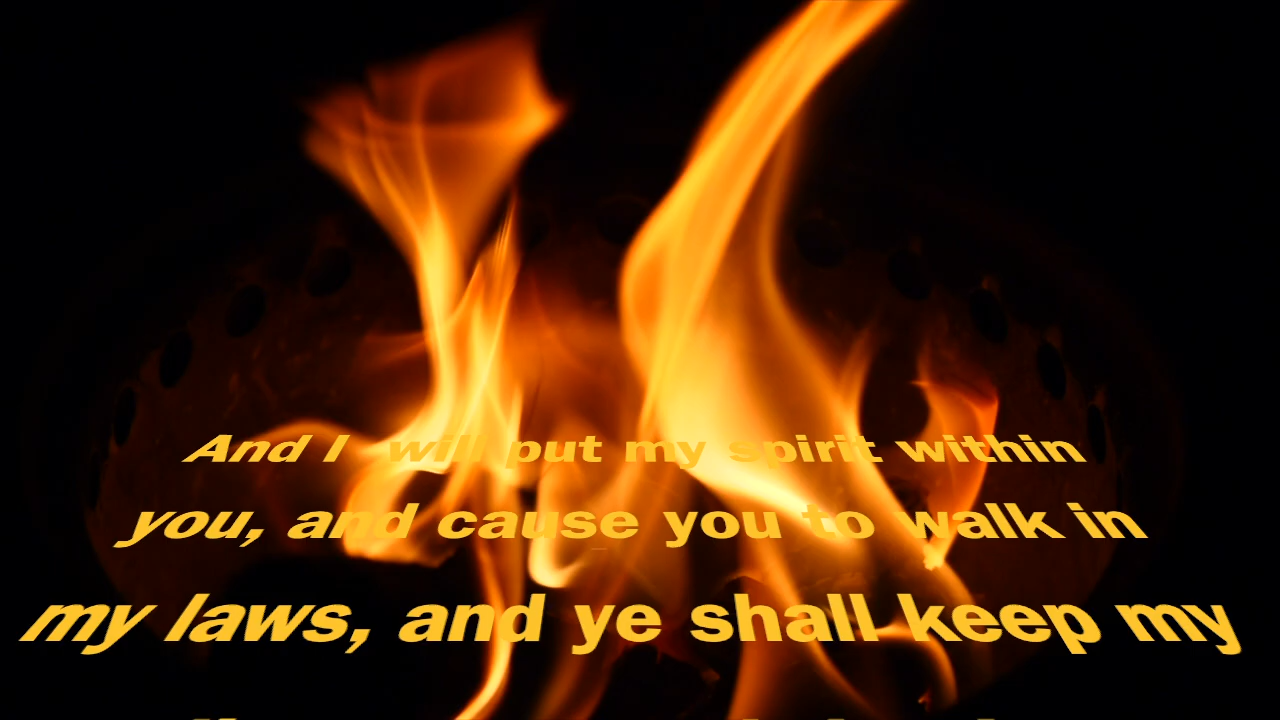 And I will put my spirit within
you, and cause you to walk in
my laws, and ye shall keep my